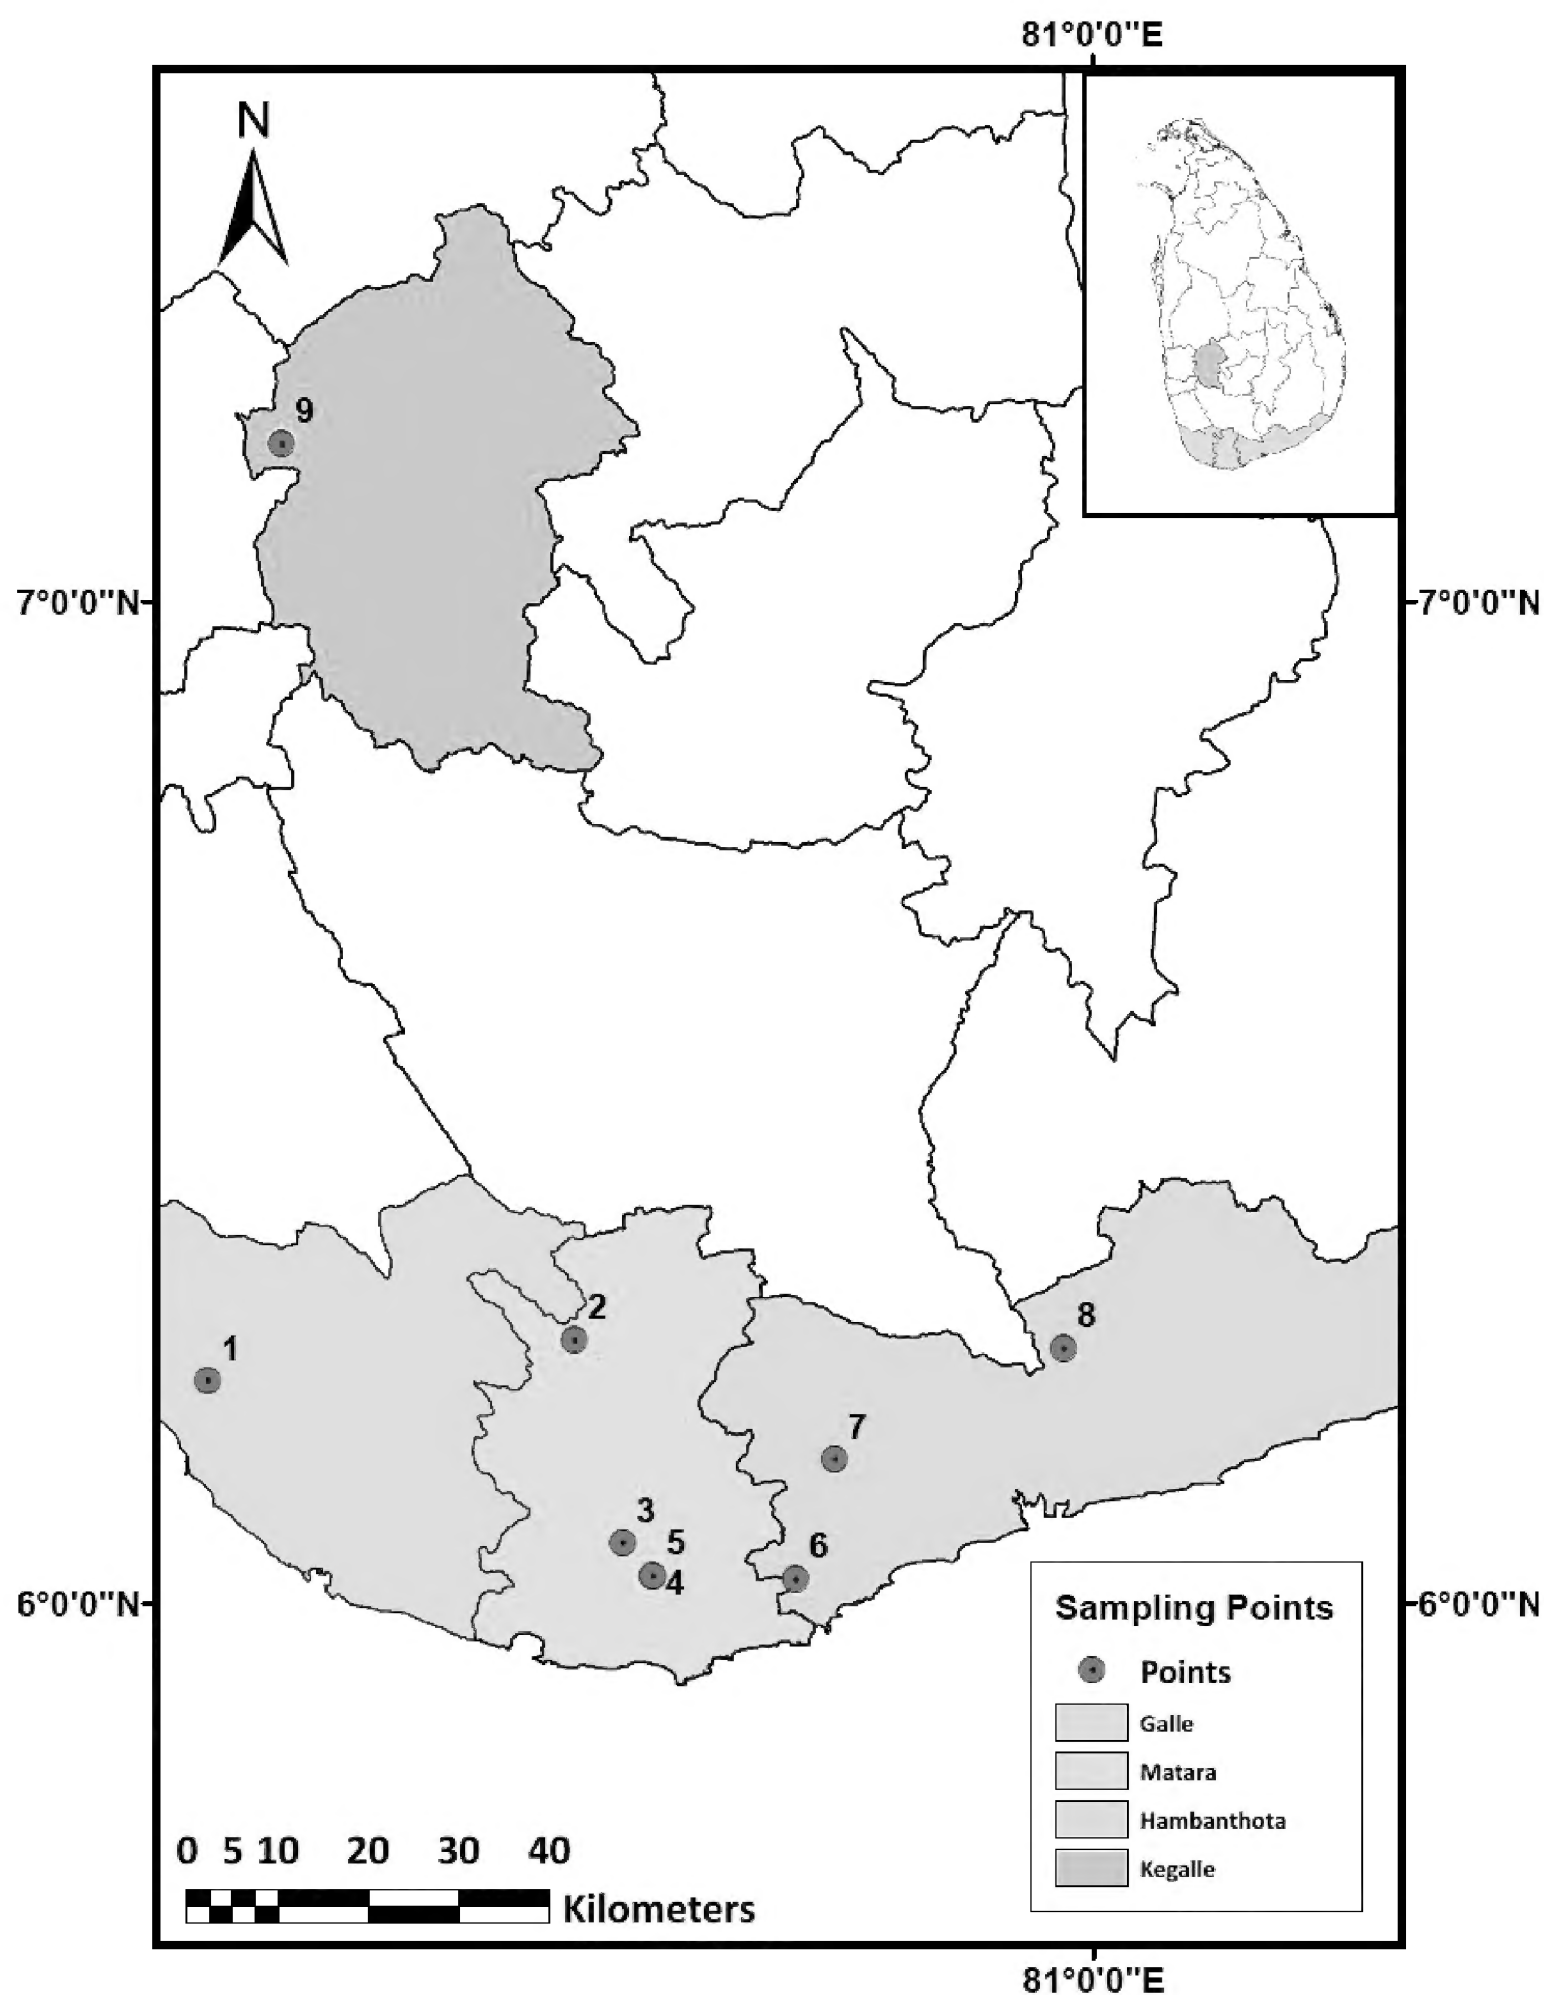 81°0'0"E
N
9
7°0'0"N
7°0'0"N
2
8
1
7
3
5
6
4
6°0'0"N
6°0'0"N
Sampling Points
Points
Galle
Matara
Hambanthota
Kegalle
0 5 10 20 30 40
Kilometers
81°0'0"E